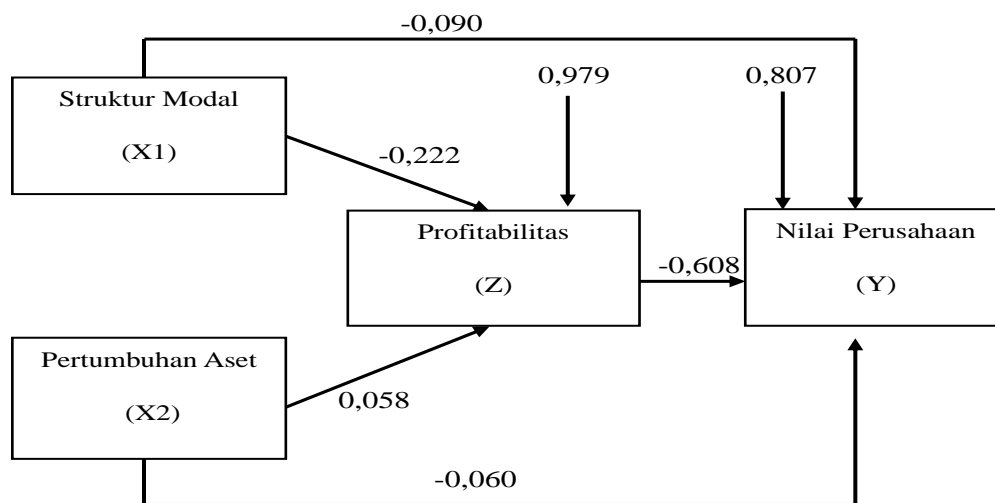 -0,090
0,979
0,807
Struktur Modal
(X1)
-0,222
Profitabilitas
(Z)
-0,608
Nilai Perusahaan
(Y)
Pertumbuhan Aset
(X2)
0,058
-0,060